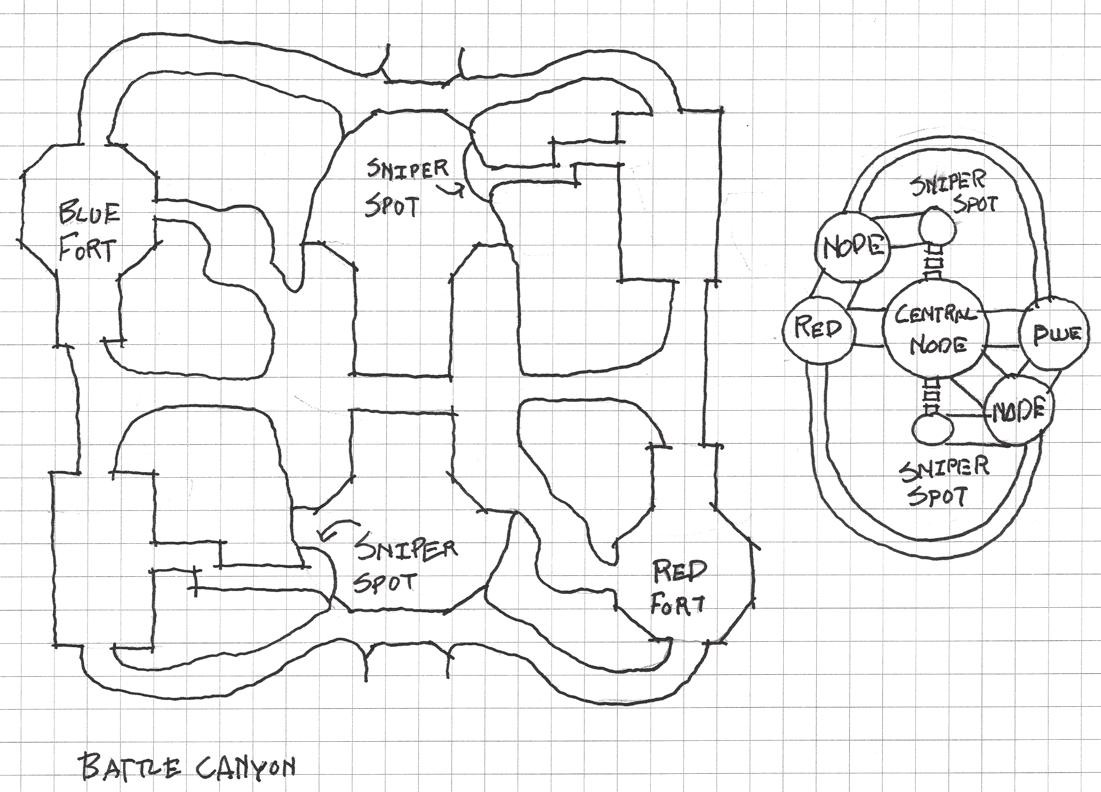 BLUE
FORT
SNIPER
SPOT
SNIPER
SPOT
RED
FORT
BATTLE CANYON
SNIPER
SPOT
NODE
RED
CENTRAL
NODE
BLUE
NODE
SNIPER
SPOT